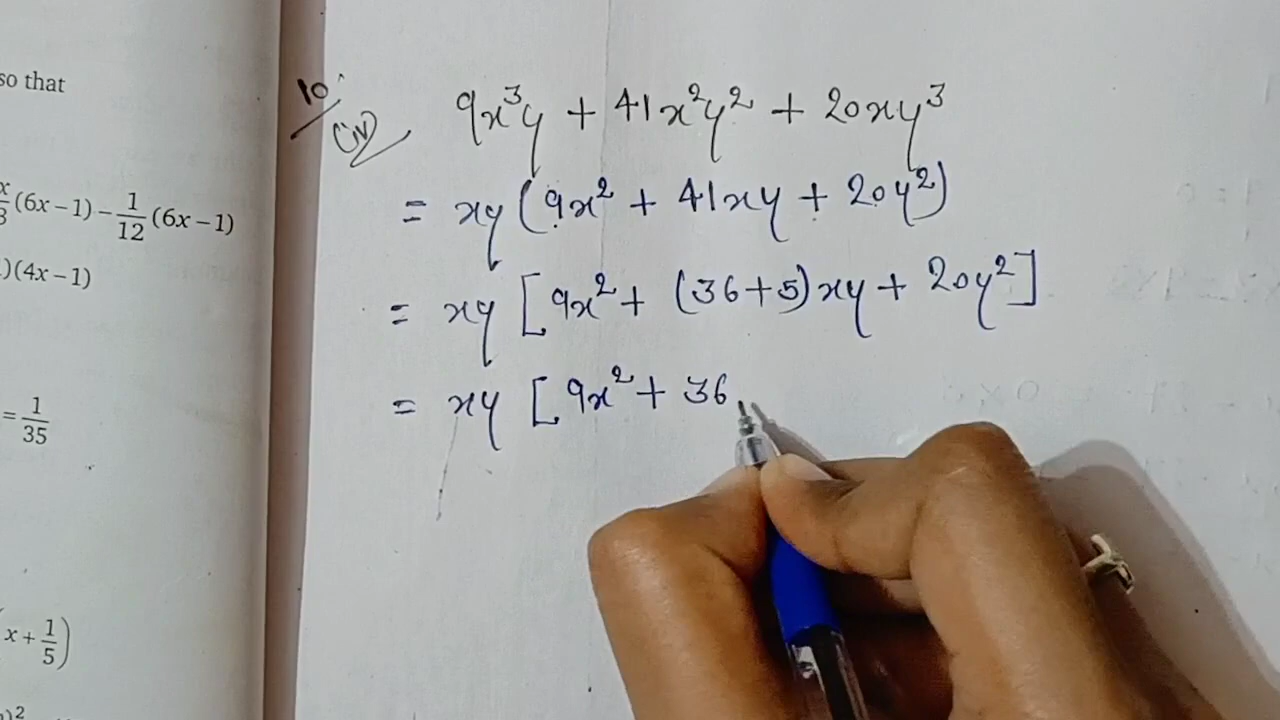 so that
x/3 (6x – 1) – 1/12 (6x – 1)
)(4x – 1)
= 1/35
(x + 1/5)
)²
10
(iv)
9x³y + 41x²y² + 20xy³
= xy (9x² + 41xy + 20y²)
= xy [9x² + (36+5)xy + 20y²]
= xy [9x² + 36